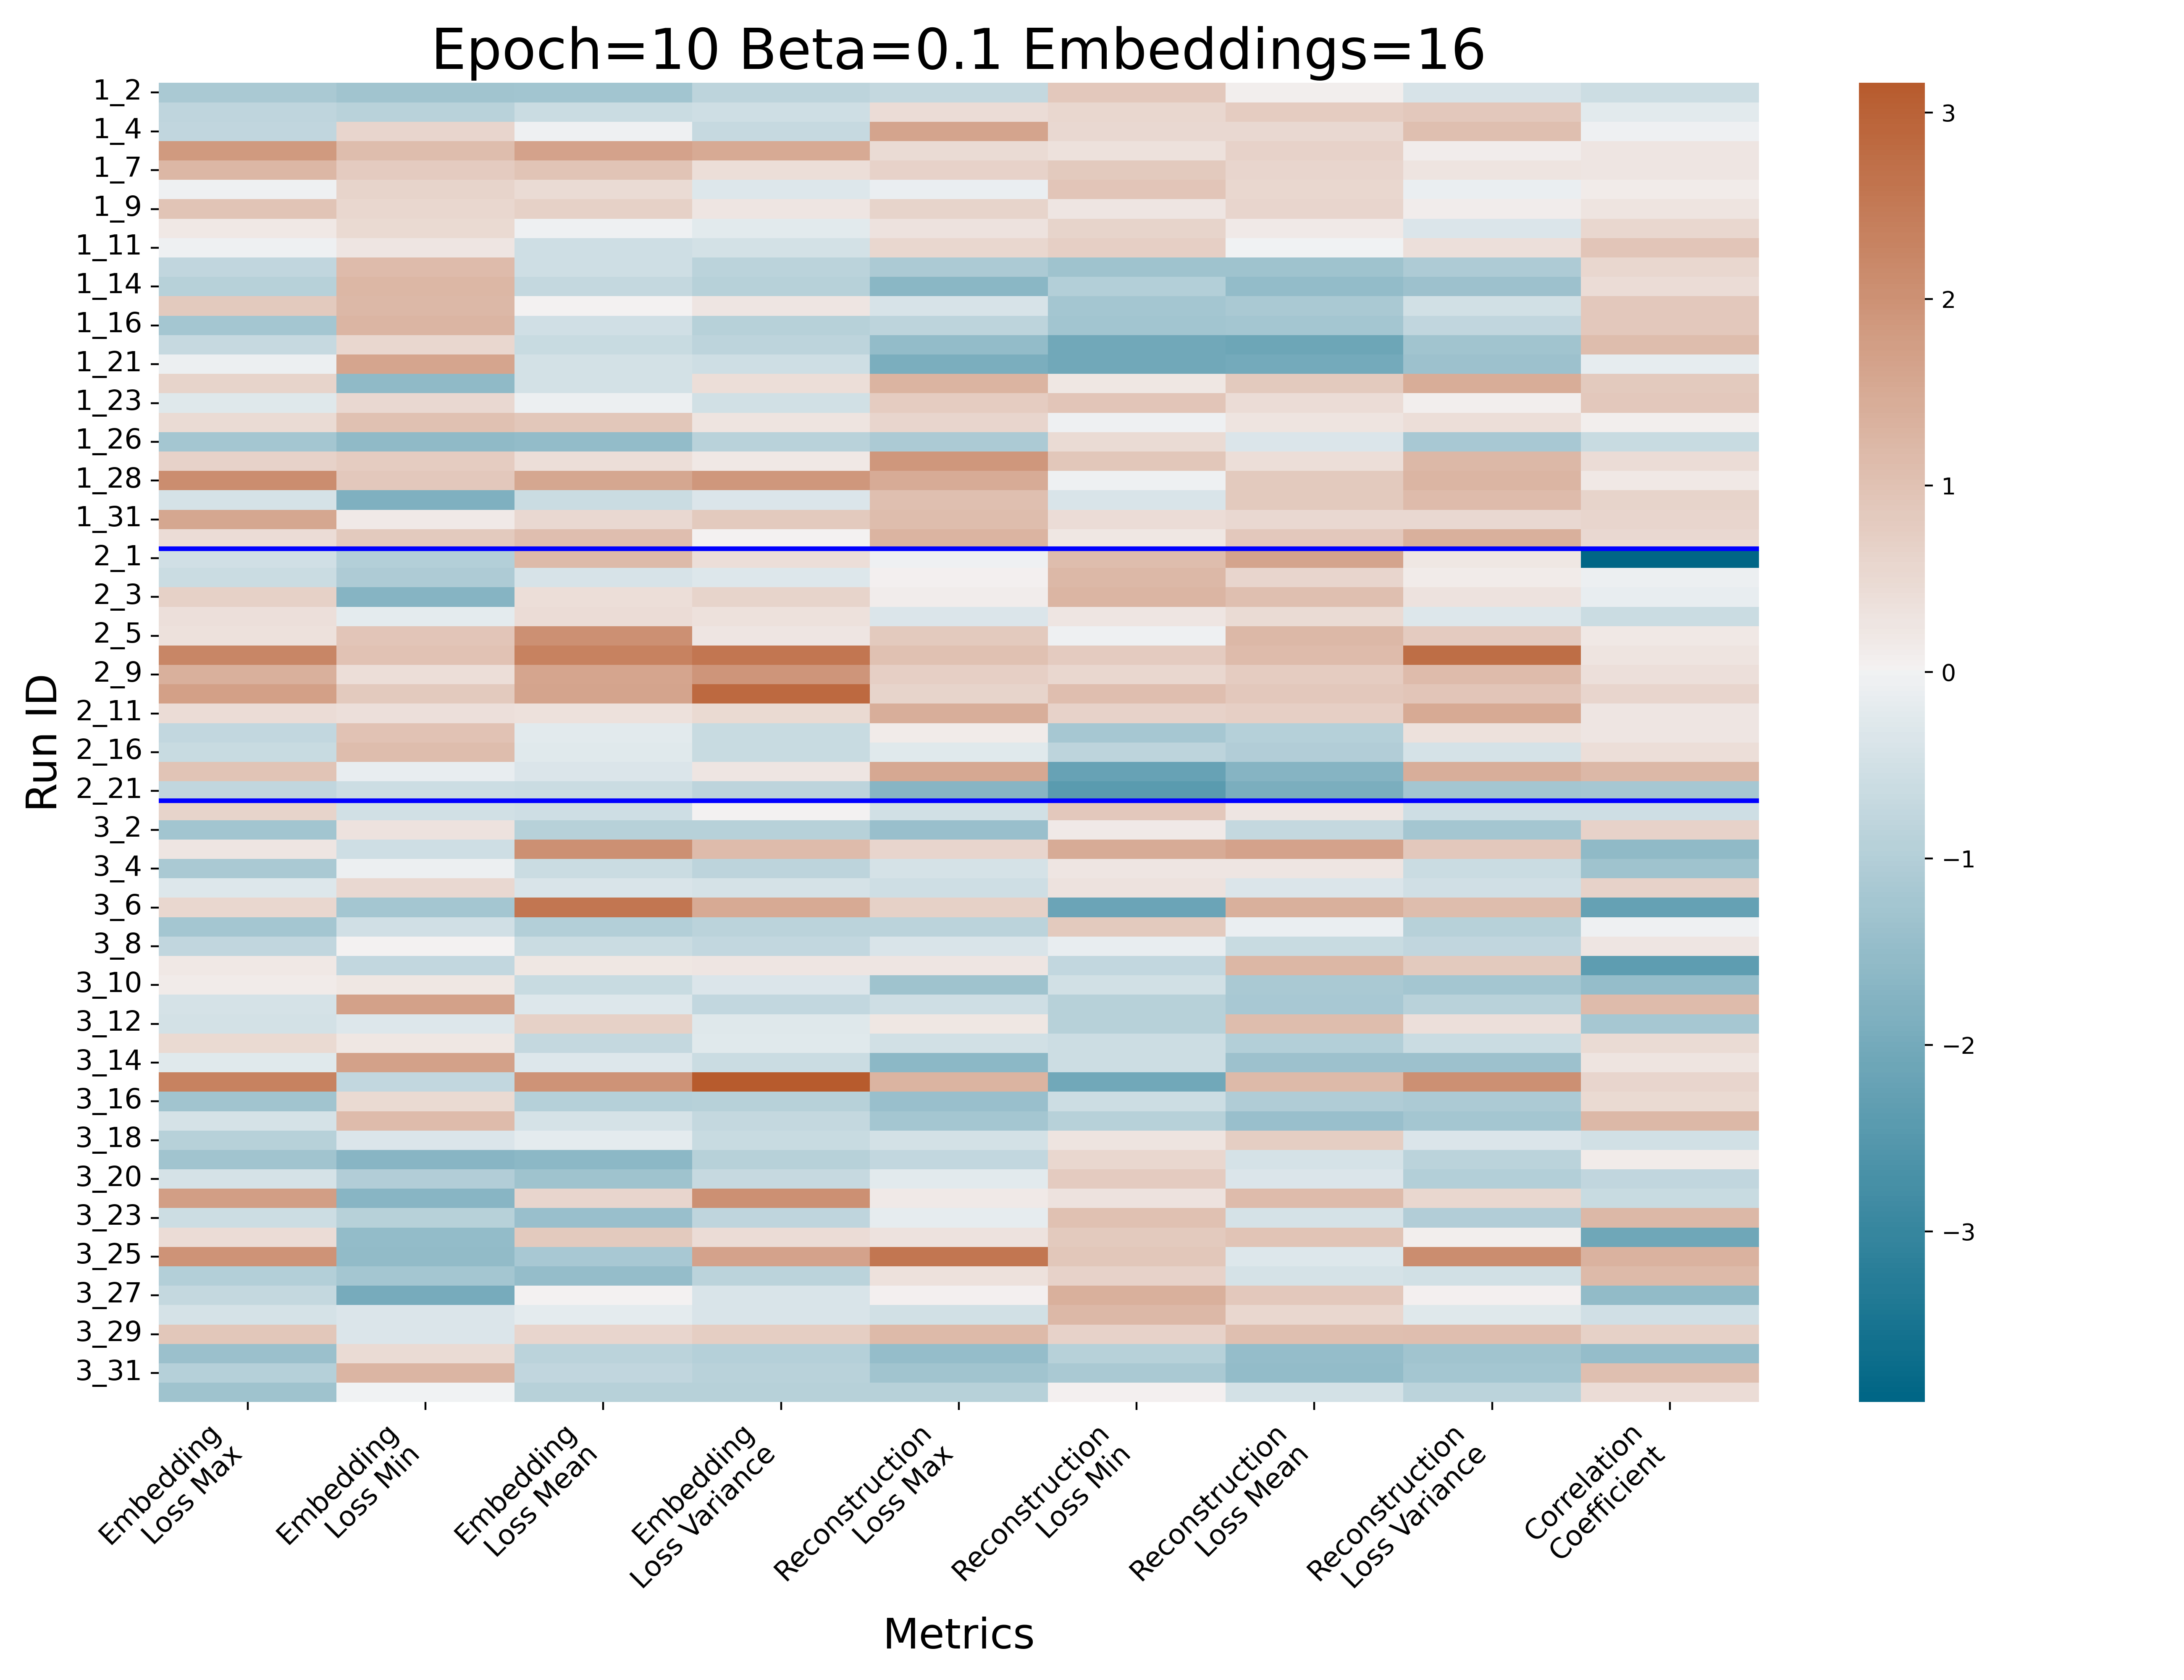 Epoch=10 Beta=0.1 Embeddings=16
Run ID
1_2
1_4
1_7
1_9
1_11
1_14
1_16
1_21
1_23
1_26
1_28
1_31
2_1
2_3
2_5
2_9
2_11
2_16
2_21
3_2
3_4
3_6
3_8
3_10
3_12
3_14
3_16
3_18
3_20
3_23
3_25
3_27
3_29
3_31
Embedding
Loss Max
Embedding
Loss Min
Embedding
Loss Mean
Embedding
Loss Variance
Reconstruction
Loss Max
Reconstruction
Loss Min
Reconstruction
Loss Mean
Reconstruction
Loss Variance
Correlation
Coefficient
Metrics
3
2
1
0
−1
−2
−3